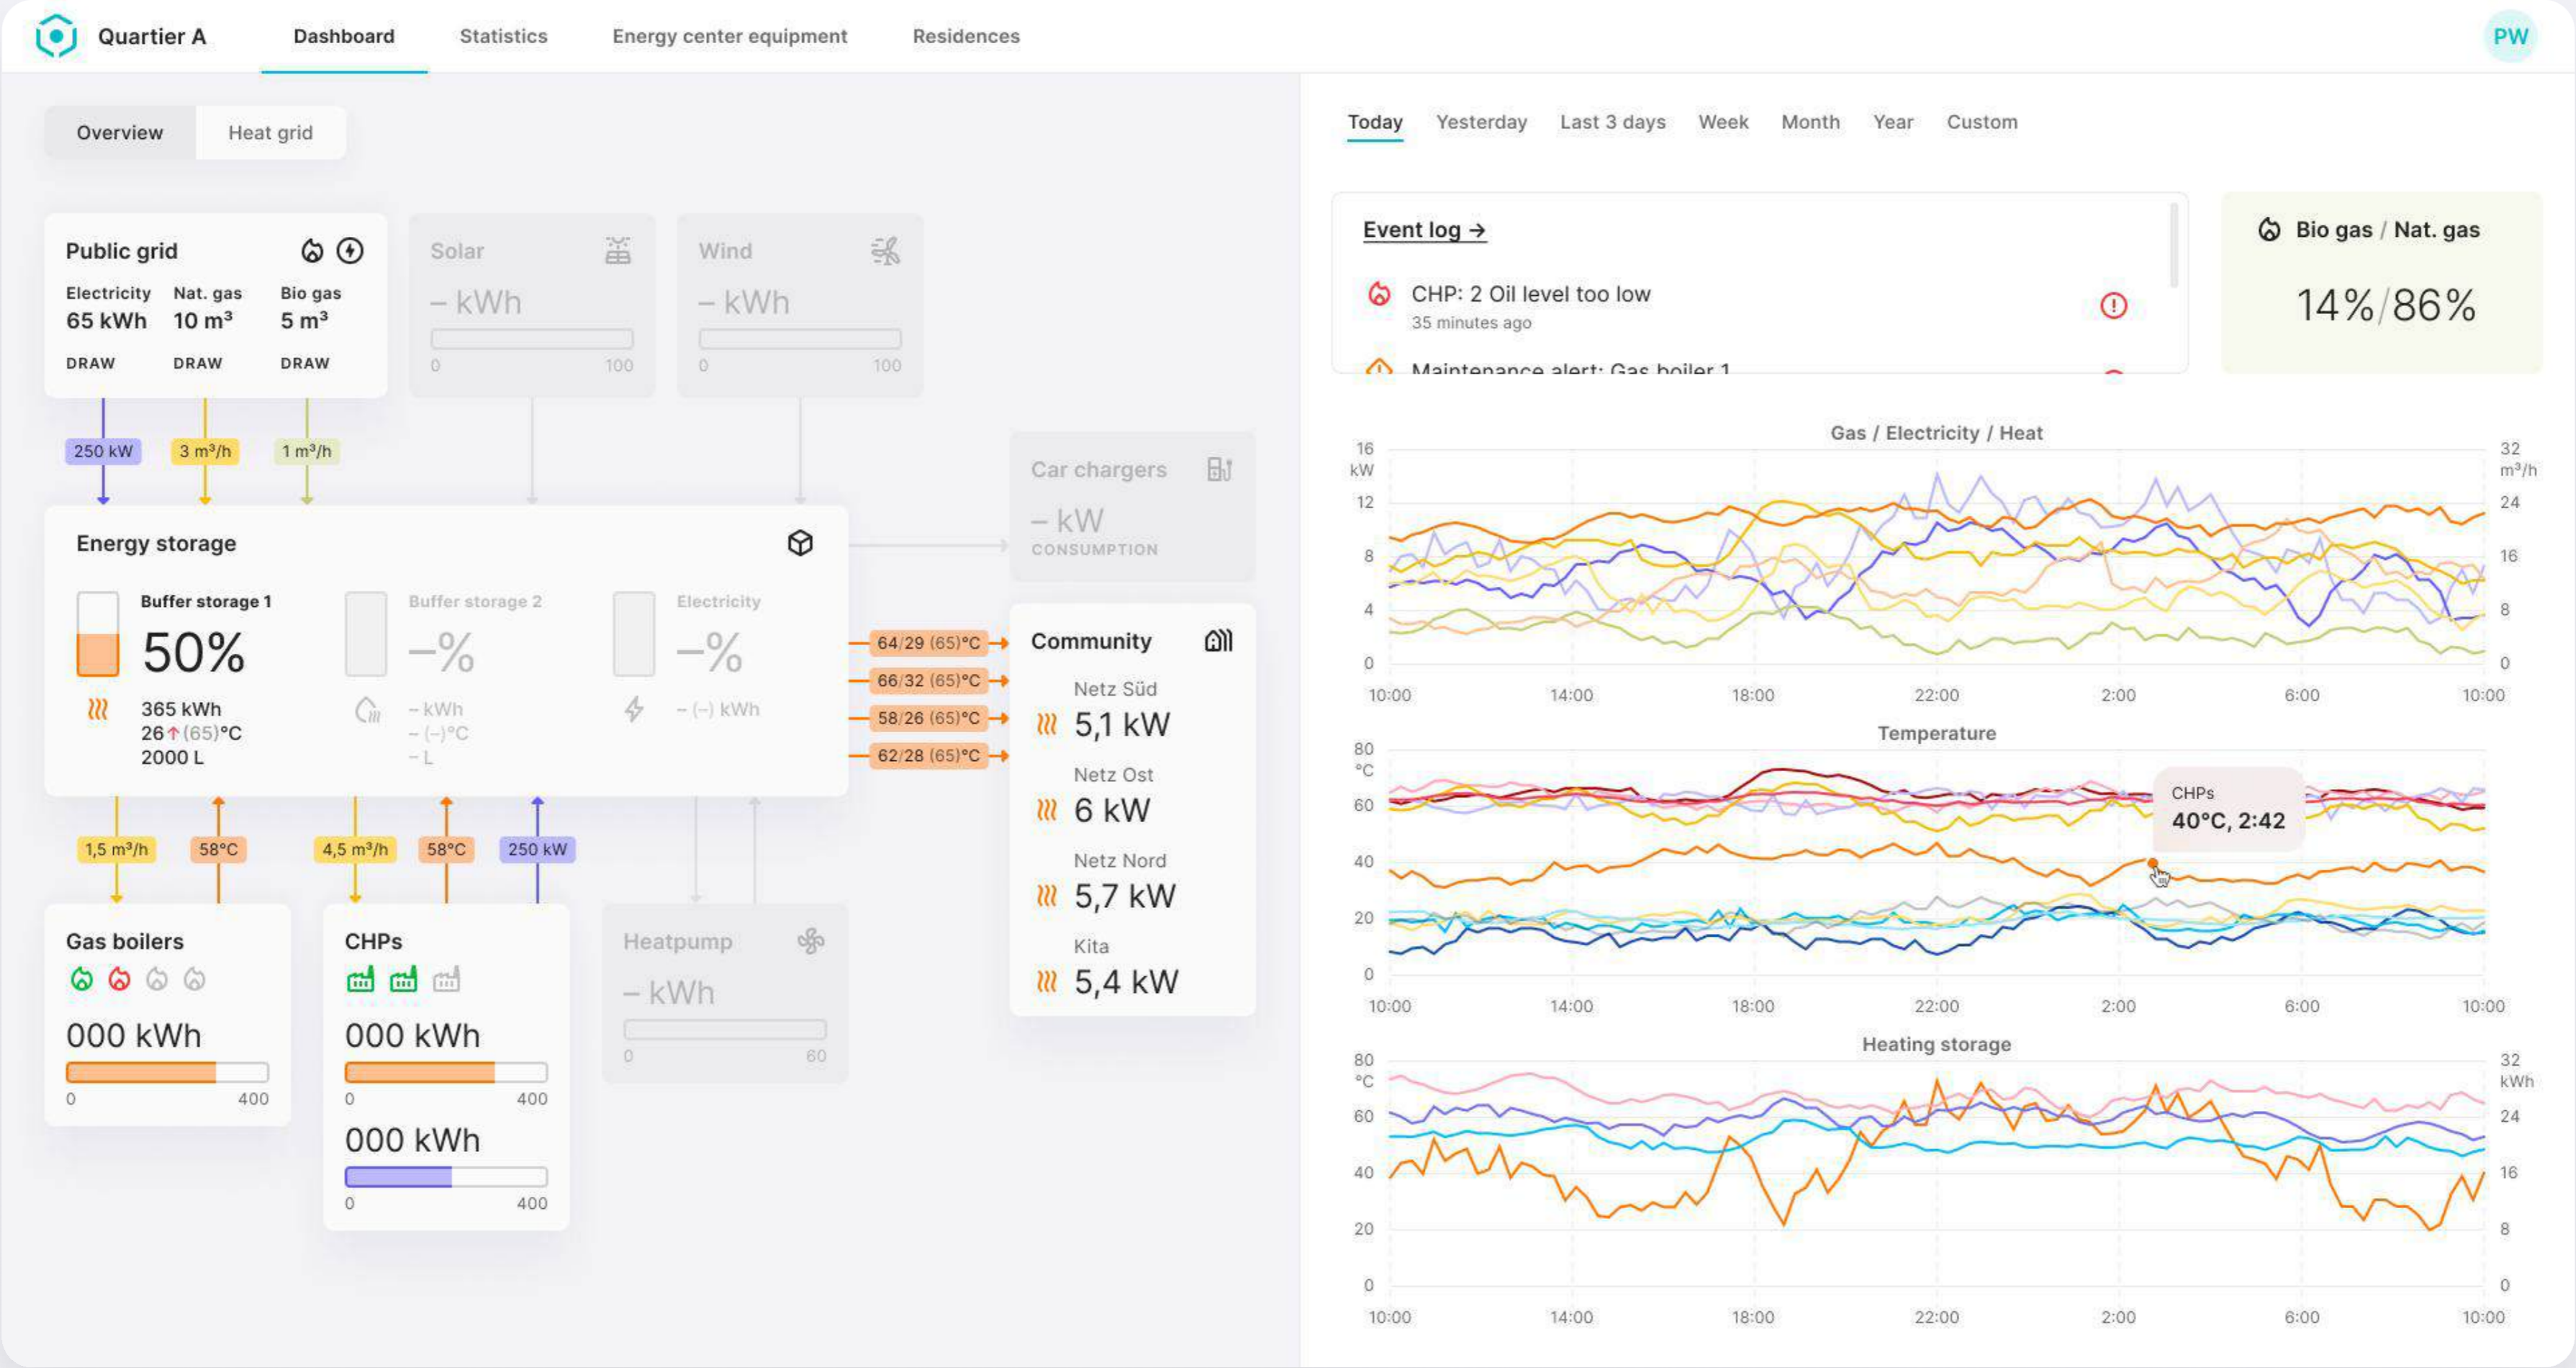 Quartier A
Dashboard
Statistics
Energy center equipment
Residences
PW
Overview
Heat grid
Public grid
Electricity Nat. gas Bio gas
65 kWh 10 m³ 5 m³
DRAW DRAW DRAW
Solar
– kWh
0 100
Wind
– kWh
0 100
250 kW
3 m³/h
1 m³/h
Energy storage
Buffer storage 1
50%
365 kWh
26↑(65)°C
2000 L
Buffer storage 2
–%
– kWh
– (–)°C
– L
Electricity
–%
– (–) kWh
Car chargers
– kW
CONSUMPTION
64/29 (65)°C
66/32 (65)°C
58/26 (65)°C
62/28 (65)°C
Community
Netz Süd
5,1 kW
Netz Ost
6 kW
Netz Nord
5,7 kW
Kita
5,4 kW
1,5 m³/h
58°C
4,5 m³/h
58°C
250 kW
Gas boilers
000 kWh
0 400
CHPs
000 kWh
0 400
000 kWh
0 400
Heatpump
– kWh
0 60
Today
Yesterday
Last 3 days
Week
Month
Year
Custom
Event log →
CHP: 2 Oil level too low
35 minutes ago
Maintenance alert: Gas boiler 1
Bio gas / Nat. gas
14%/86%
Gas / Electricity / Heat
16 32
kW m³/h
12 24
8 16
4 8
0 0
10:00 14:00 18:00 22:00 2:00 6:00 10:00
Temperature
80
°C
60
40
20
0
CHPs
40°C, 2:42
10:00 14:00 18:00 22:00 2:00 6:00 10:00
Heating storage
80 32
°C kWh
60 24
40 16
20 8
0 0
10:00 14:00 18:00 22:00 2:00 6:00 10:00